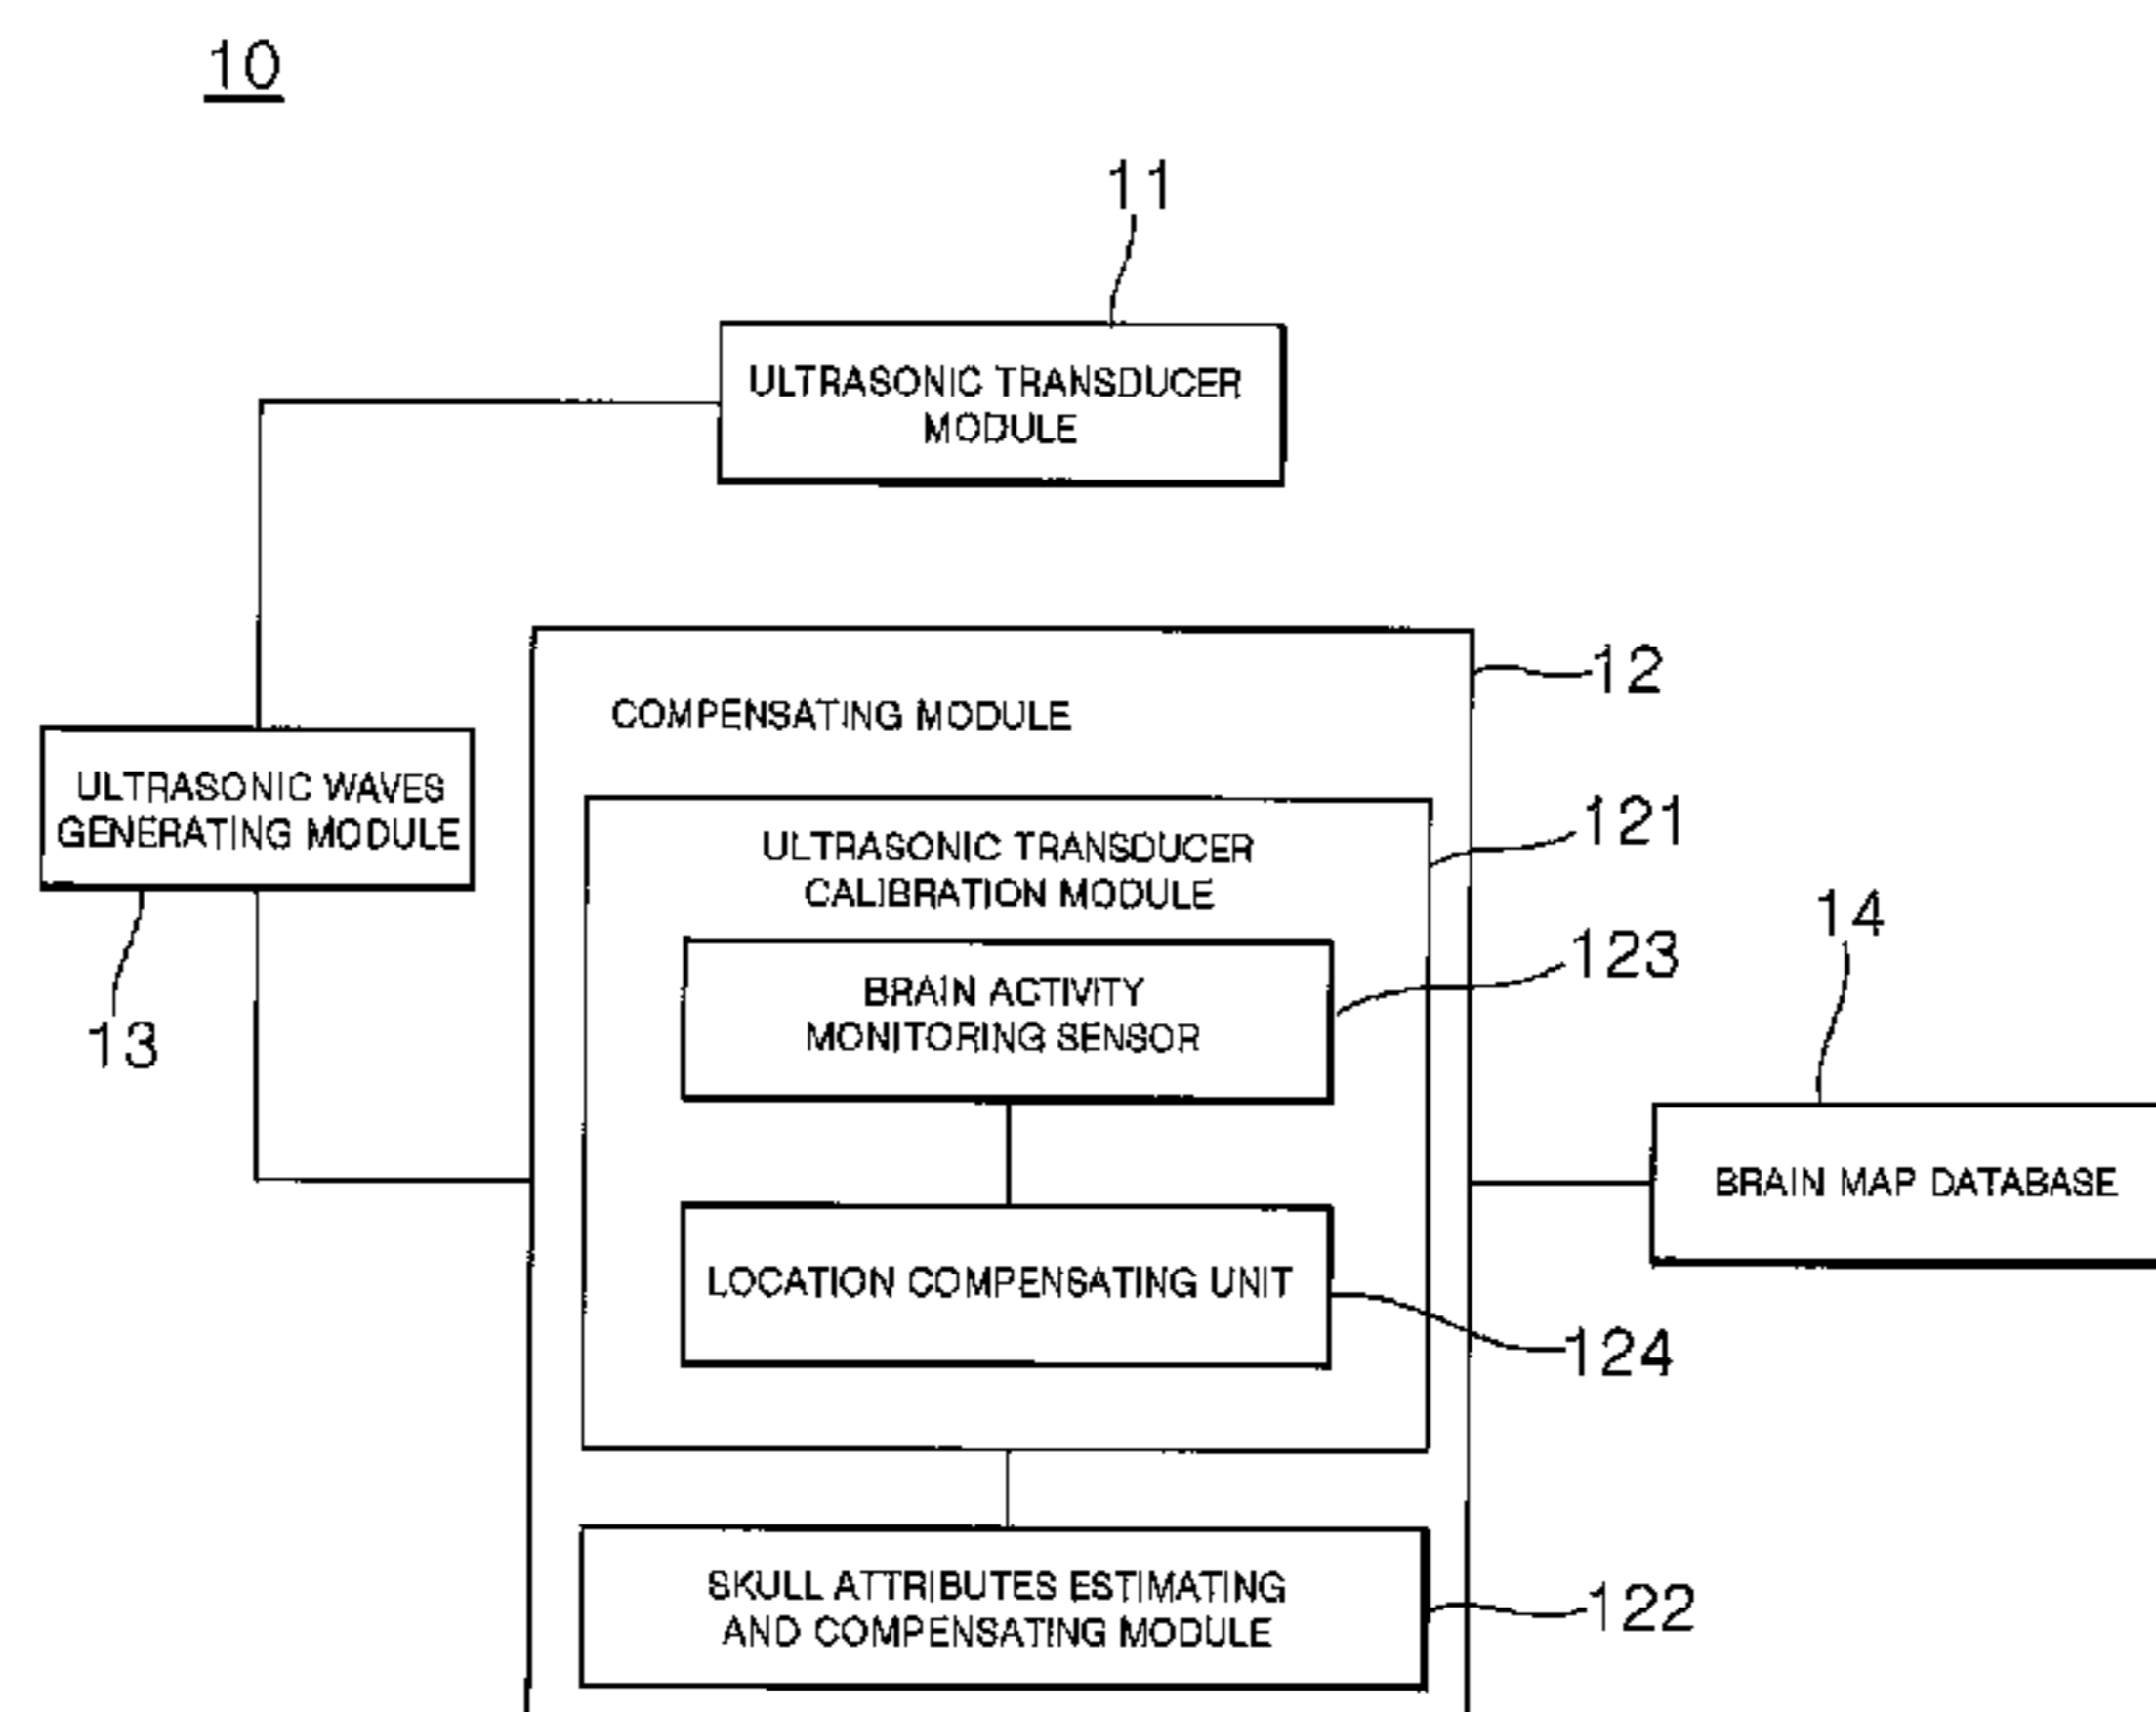 10
11
ULTRASONIC TRANSDUCER
MODULE
12
COMPENSATING MODULE
ULTRASONIC WAVES
GENERATING MODULE
13
121
ULTRASONIC TRANSDUCER
CALIBRATION MODULE
14
123
BRAIN ACTIVITY
MONITORING SENSOR
BRAIN MAP DATABASE
LOCATION COMPENSATING UNIT
124
SKULL ATTRIBUTES ESTIMATING
AND COMPENSATING MODULE
122